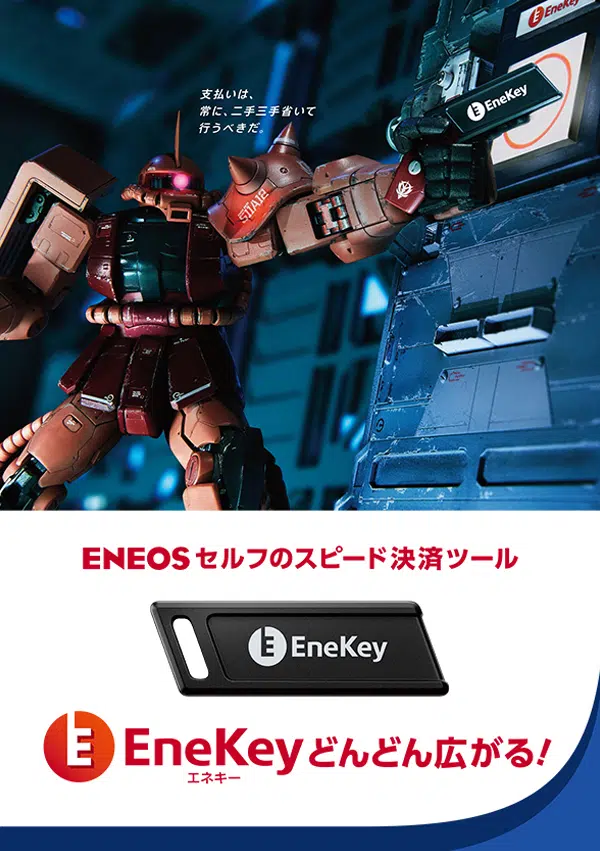 EneKey
支払いは、
常に、二手三手省いて
行うべきだ。
EneKey
S11A12
ENEOS セルフのスピード決済ツール
EneKey
EneKey どんどん広がる!
エネキー